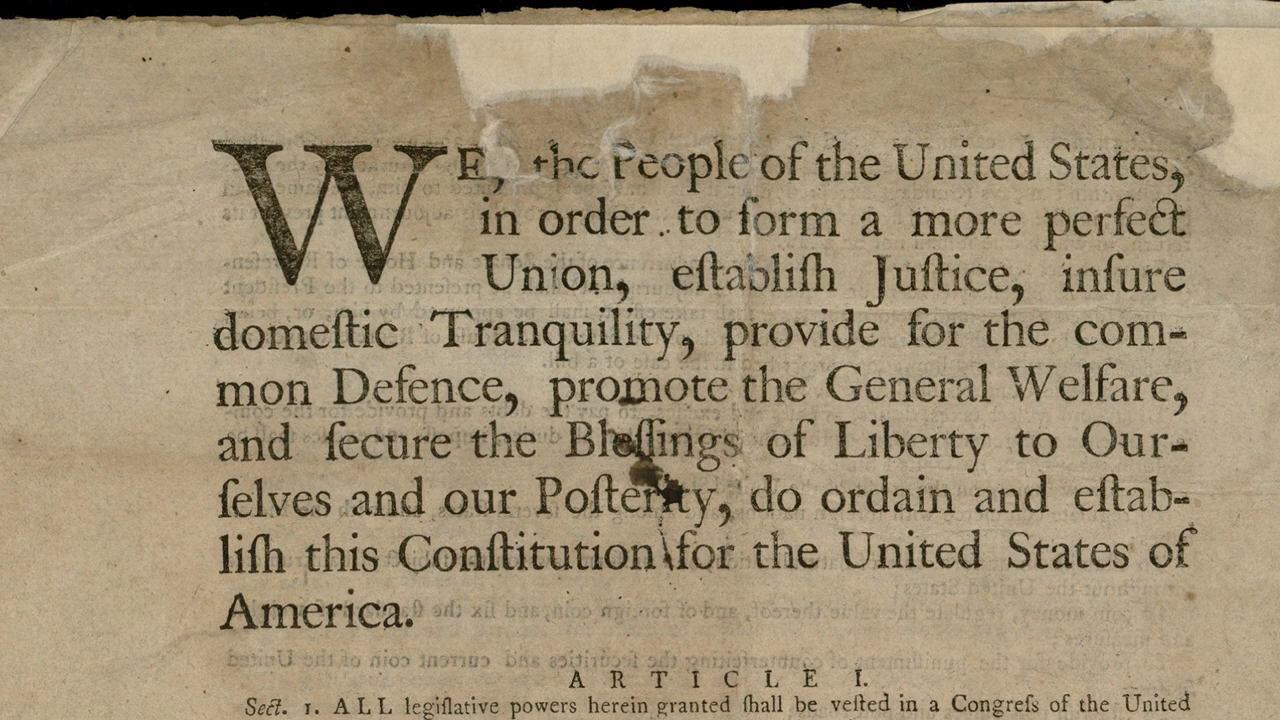 WE, the People of the United States,
in order to form a more perfect
Union, eſtabliſh Juſtice, inſure
domeſtic Tranquility, provide for the com-
mon Defence, promote the General Welfare,
and ſecure the Bleſſings of Liberty to Our-
ſelves and our Poſterity, do ordain and eſtab-
liſh this Conſtitution for the United States of
America.
ARTICLE I.
Sect. 1. ALL legiſlative powers herein granted ſhall be veſted in a Congreſs of the United